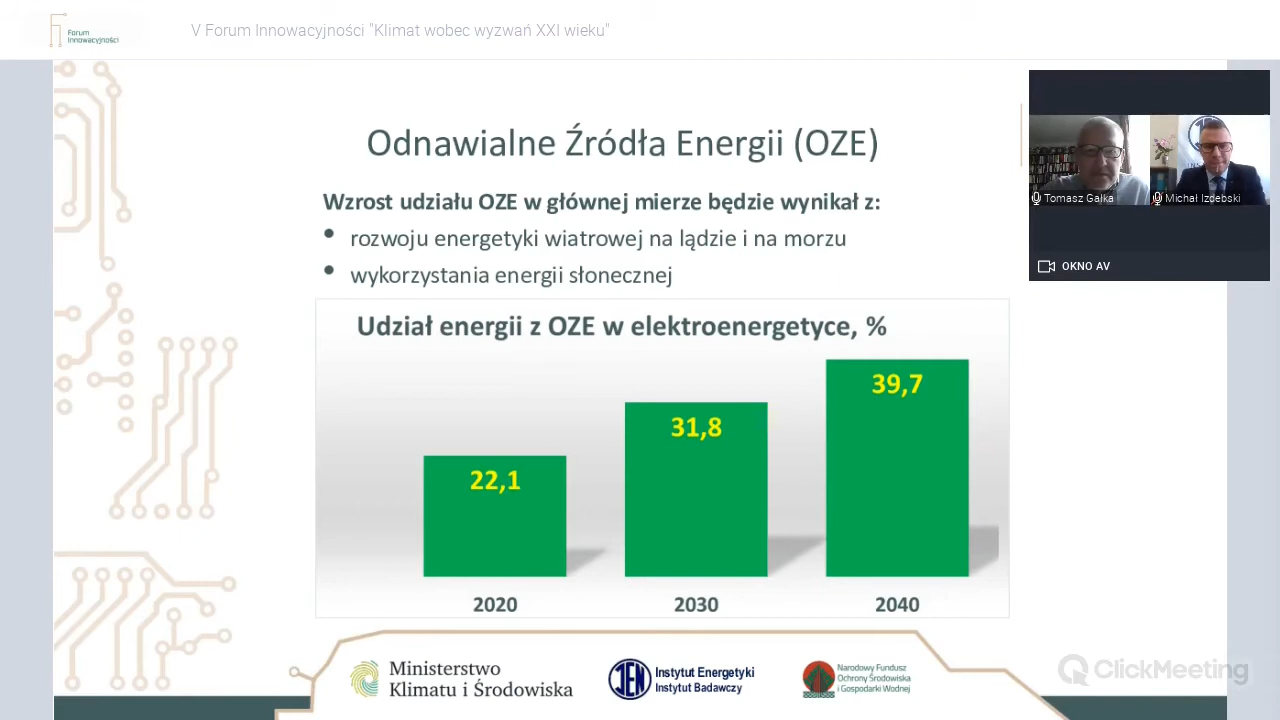 Forum
Innowacyjności
V Forum Innowacyjności "Klimat wobec wyzwań XXI wieku"
Odnawialne Źródła Energii (OZE)
Wzrost udziału OZE w głównej mierze będzie wynikał z:
• rozwoju energetyki wiatrowej na lądzie i na morzu
• wykorzystania energii słonecznej
Udział energii z OZE w elektroenergetyce, %
22,1
31,8
39,7
2020
2030
2040
Tomasz Gałka
Michał Izdebski
OKNO AV
Ministerstwo
Klimatu i Środowiska
IEN
Instytut Energetyki
Instytut Badawczy
Narodowy Fundusz
Ochrony Środowiska
i Gospodarki Wodnej
ClickMeeting